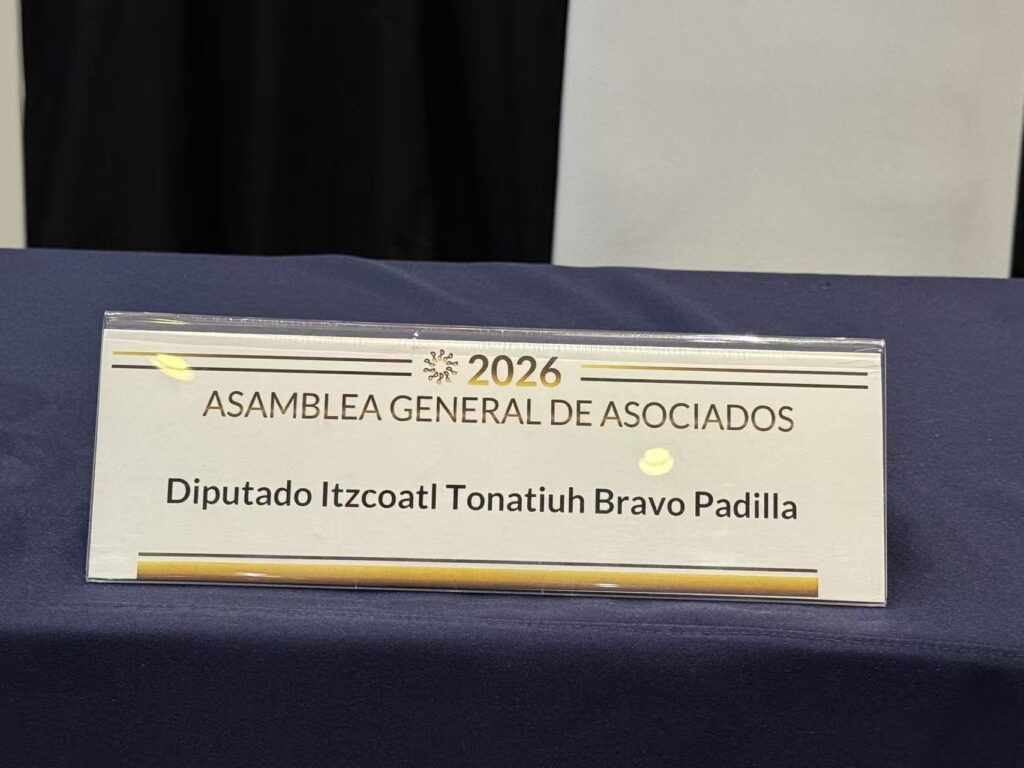 2026
ASAMBLEA GENERAL DE ASOCIADOS
Diputado Itzcoatl Tonatiuh Bravo Padilla